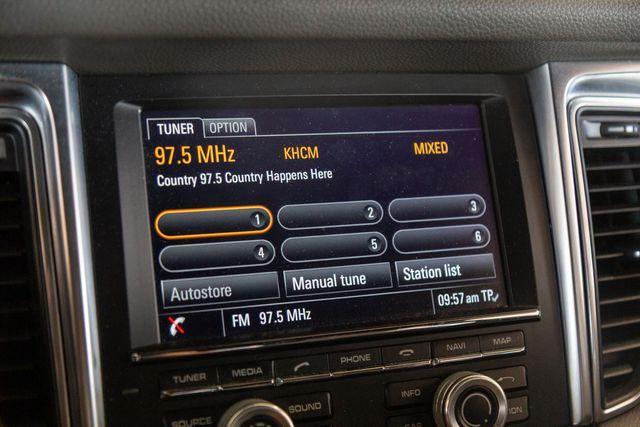 TUNER OPTION
97.5 MHz KHCM MIXED
Country 97.5 Country Happens Here
1 2 3
4 5 6
Autostore Manual tune Station list
FM 97.5 MHz 09:57 am TP
TUNER MEDIA PHONE NAVI MAP
SOURCE SOUND INFO